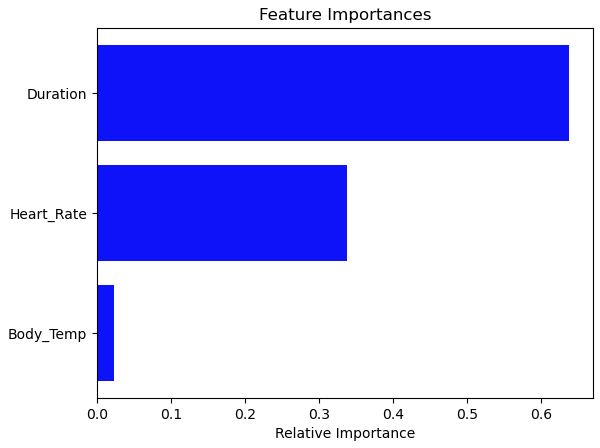 Feature Importances
Duration
Heart_Rate
Body_Temp
0.0 0.1 0.2 0.3 0.4 0.5 0.6
Relative Importance